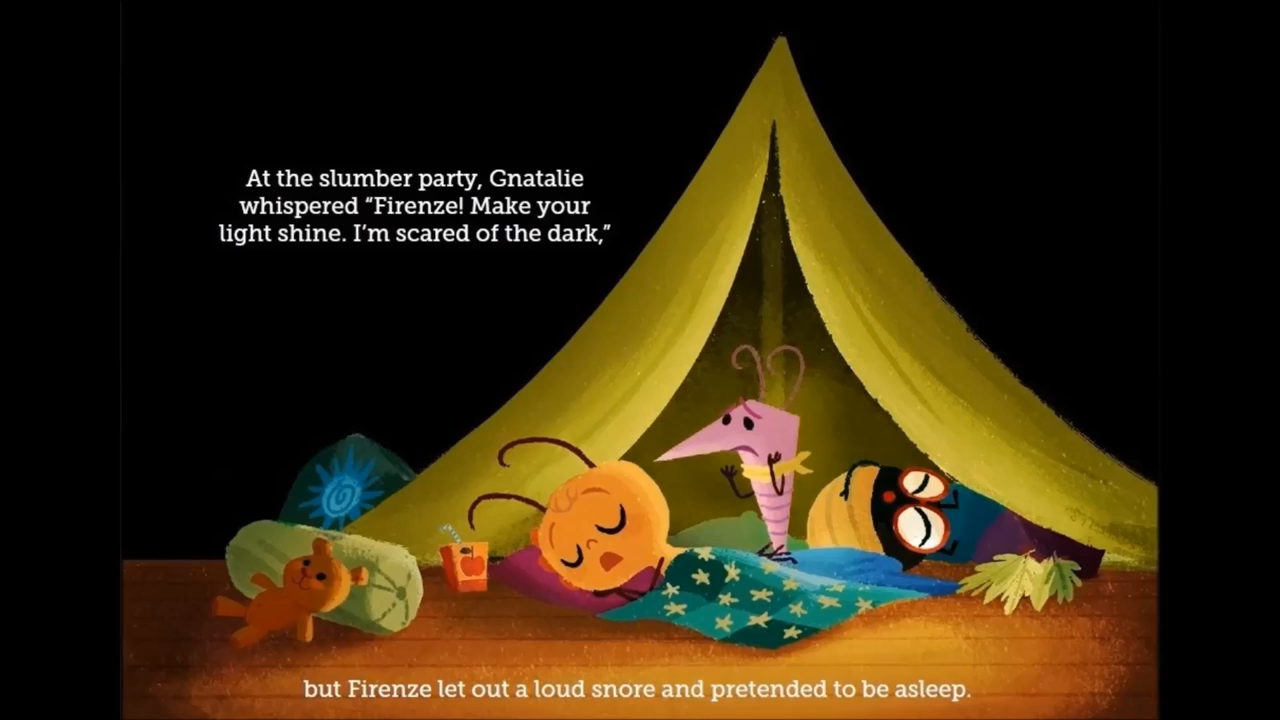 At the slumber party, Gnatalie
whispered “Firenze! Make your
light shine. I’m scared of the dark,”
but Firenze let out a loud snore and pretended to be asleep.